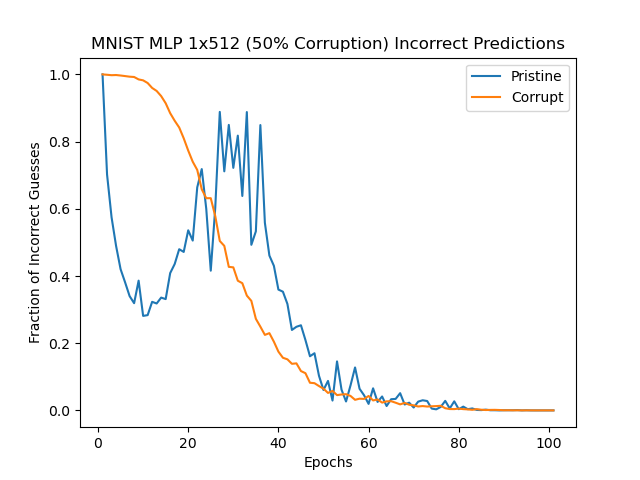 MNIST MLP 1x512 (50% Corruption) Incorrect Predictions
Pristine
Corrupt
Fraction of Incorrect Guesses
1.0
0.8
0.6
0.4
0.2
0.0
0
20
40
60
80
100
Epochs